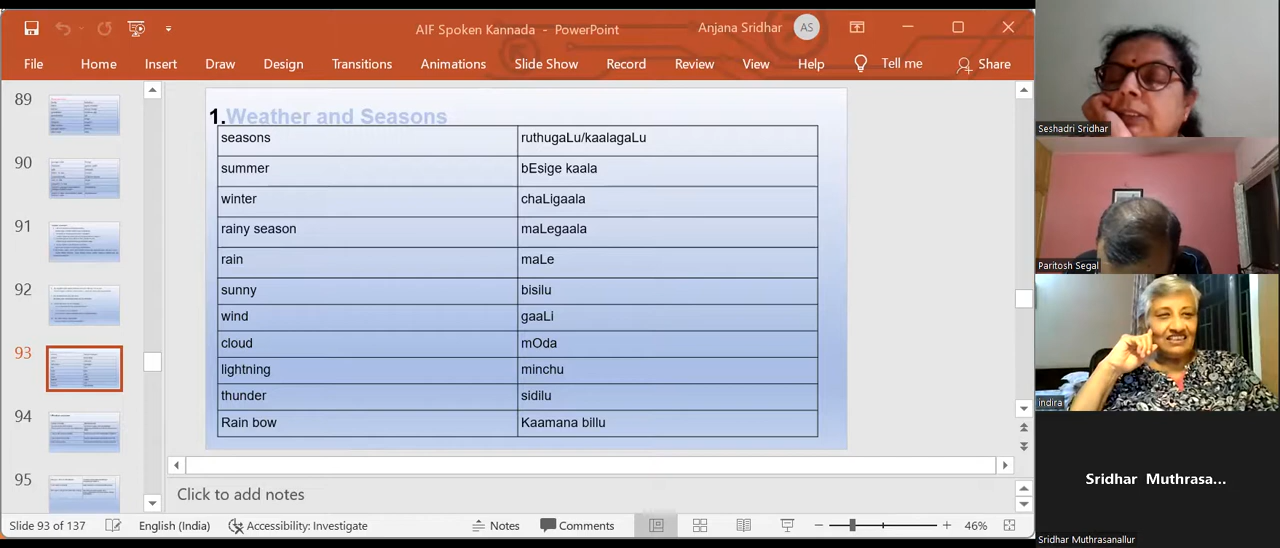 AIF Spoken Kannada - PowerPoint
Anjana Sridhar
AS
File Home Insert Draw Design Transitions Animations Slide Show Record Review View Help Tell me Share
89
90
91
92
93
94
95
1.Weather and Seasons
seasons ruthugaLu/kaalagaLu
summer bEsige kaala
winter chaLigaala
rainy season maLegaala
rain maLe
sunny bisilu
wind gaaLi
cloud mOda
lightning minchu
thunder sidilu
Rain bow Kaamana billu
Click to add notes
Slide 93 of 137 English (India) Accessibility: Investigate Notes Comments 46%
Seshadri Sridhar
Paritosh Segal
indira
Sridhar Muthrasa...
Sridhar Muthrasanallur